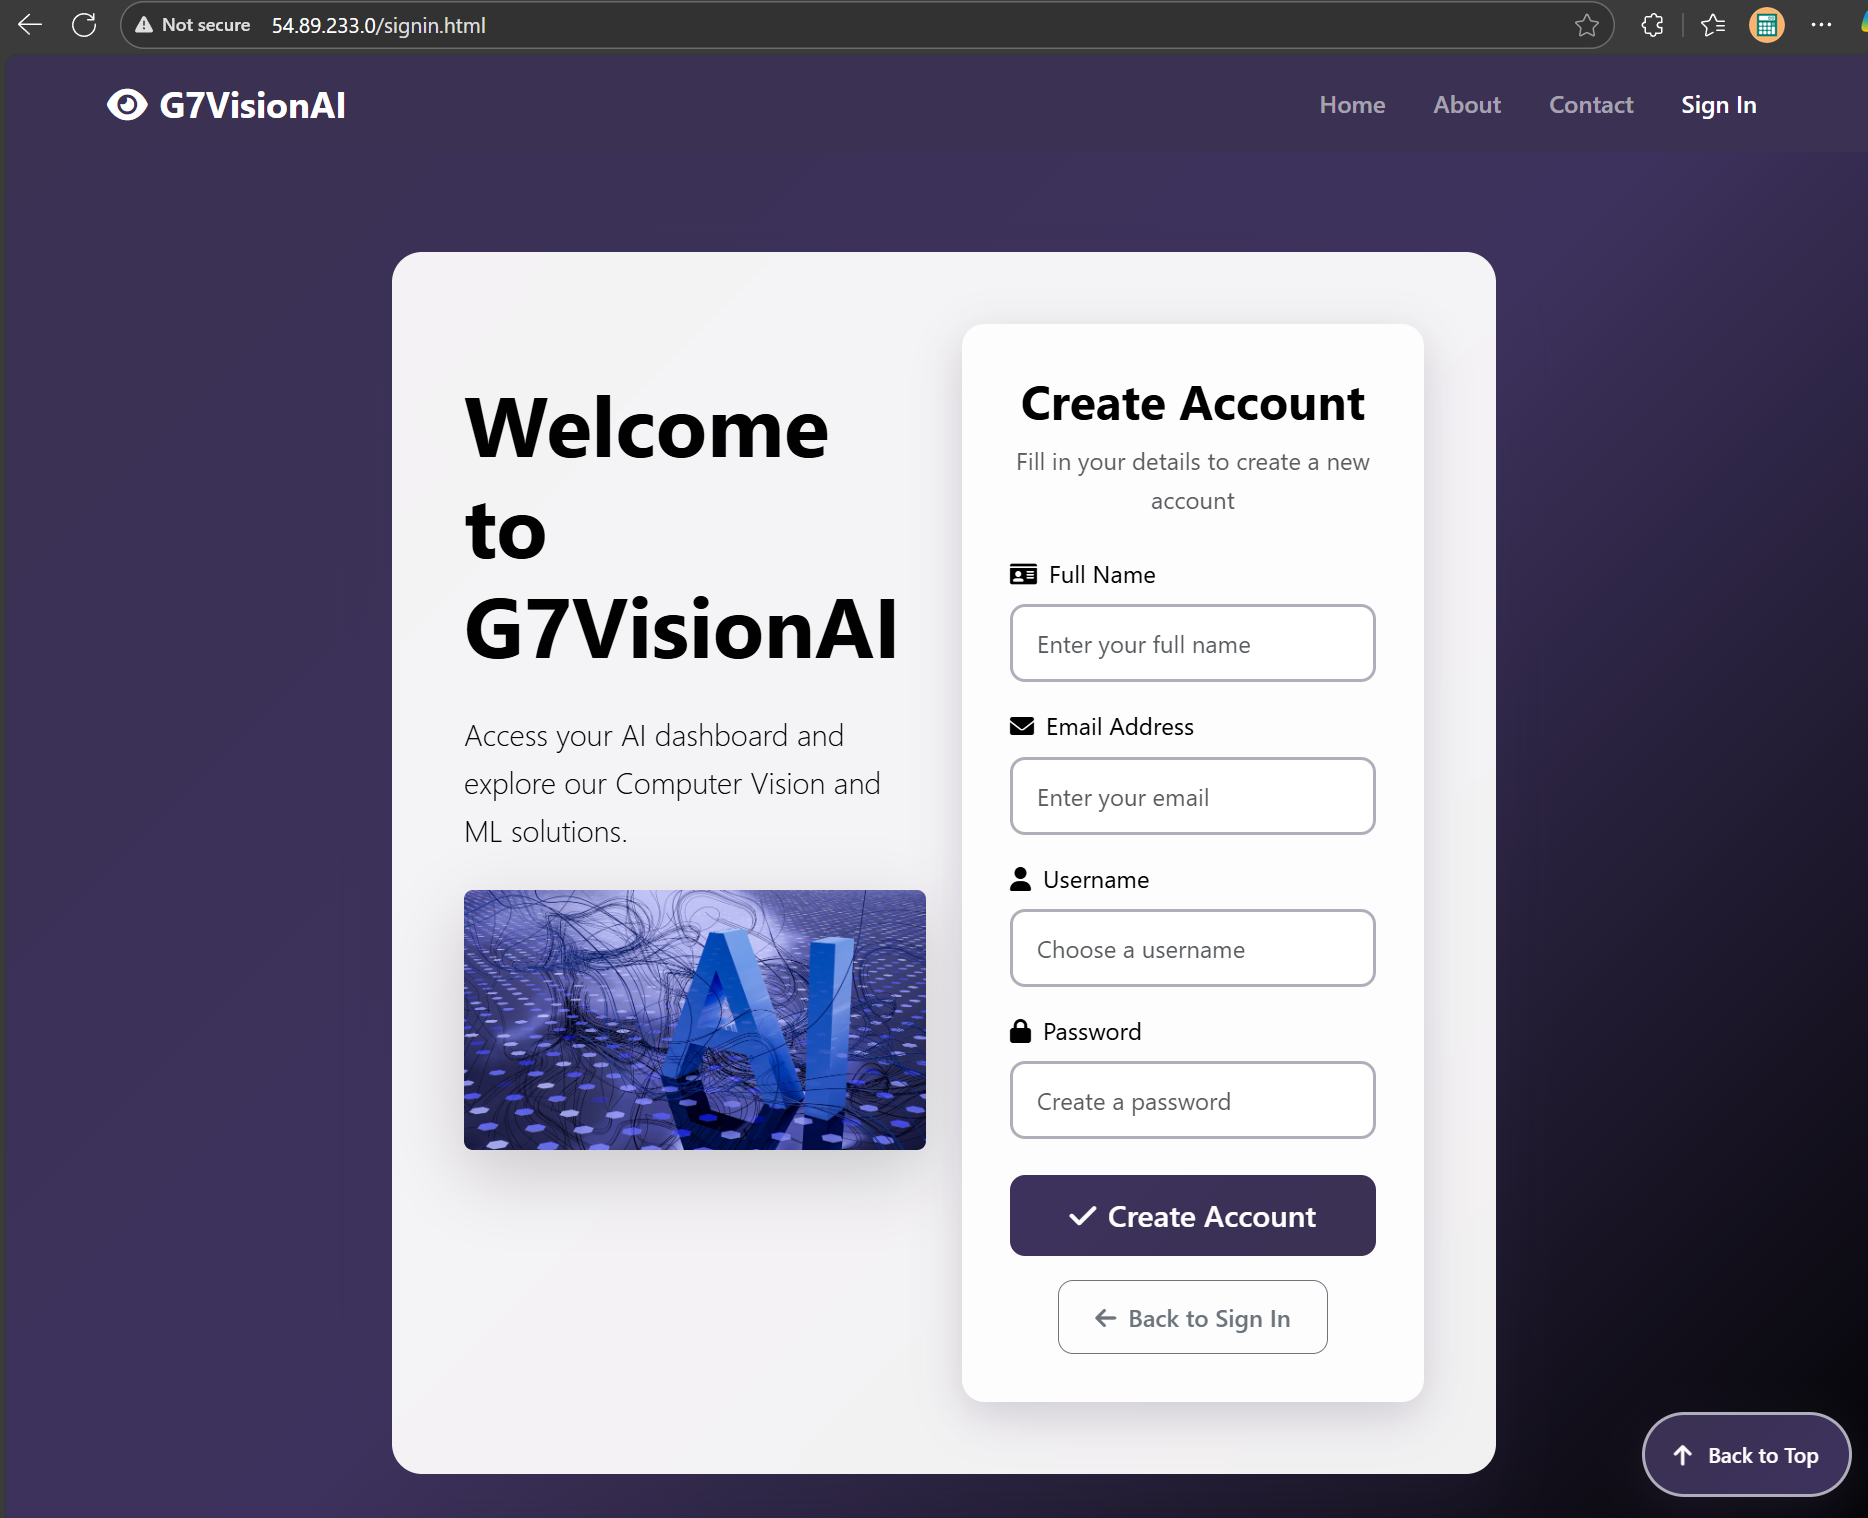 Not secure 54.89.233.0/signin.html
G7VisionAI
Home About Contact Sign In
Welcome
to
G7VisionAI
Access your AI dashboard and
explore our Computer Vision and
ML solutions.
AI
Create Account
Fill in your details to create a new
account
Full Name
Enter your full name
Email Address
Enter your email
Username
Choose a username
Password
Create a password
Create Account
Back to Sign In
Back to Top